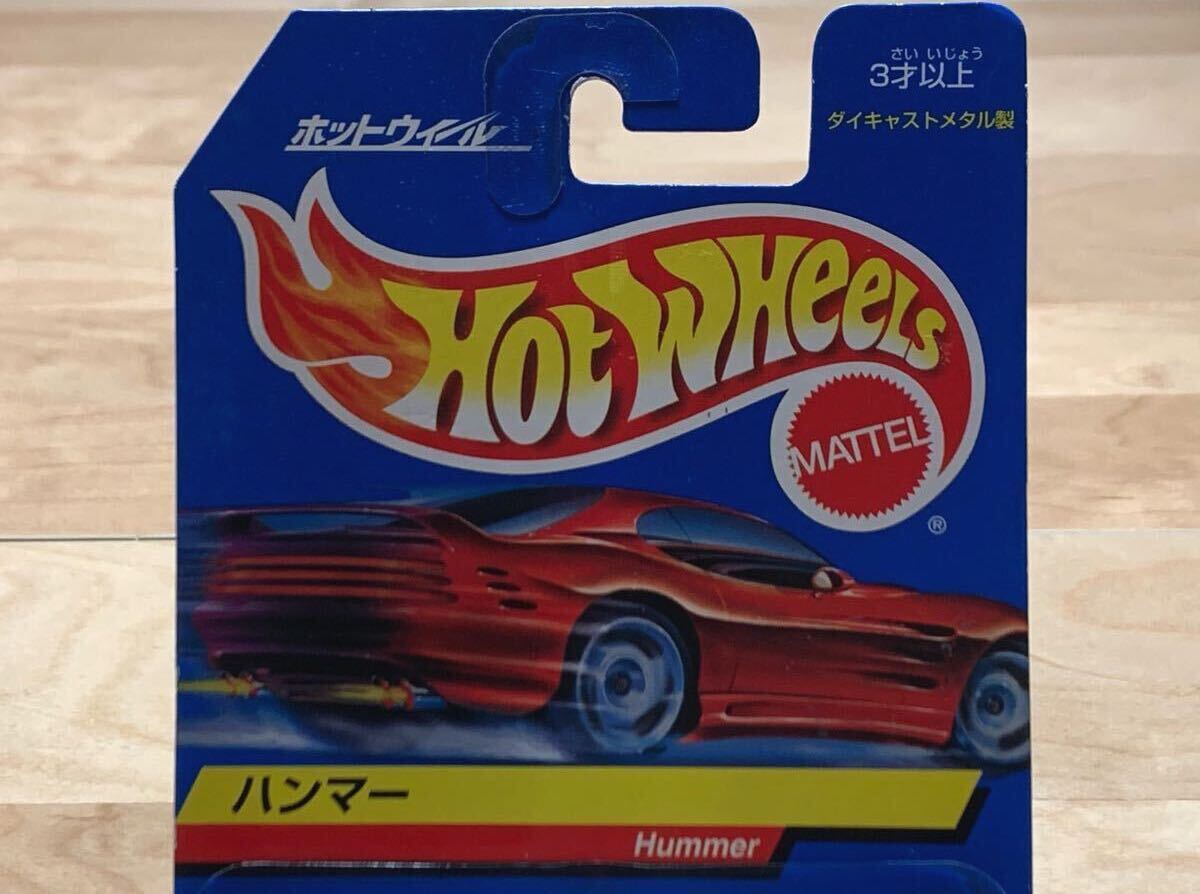 さい いじょう
3才以上
ダイキャストメタル製
ホットウィール
HOT WHEELS
MATTEL
®
ハンマー
Hummer